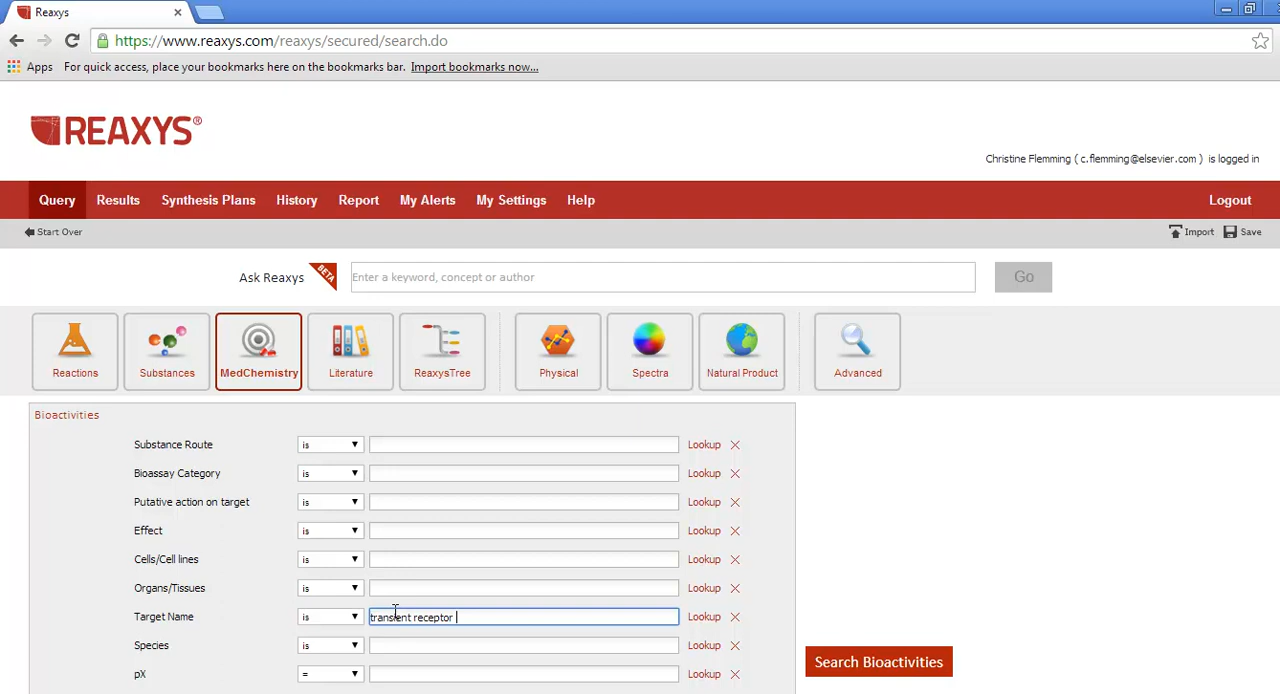 Reaxys
https://www.reaxys.com/reaxys/secured/search.do
Apps For quick access, place your bookmarks here on the bookmarks bar. Import bookmarks now...
REAXYS®
Christine Flemming ( c.flemming@elsevier.com ) is logged in
Query Results Synthesis Plans History Report My Alerts My Settings Help Logout
Start Over Import Save
Ask Reaxys BETA Enter a keyword, concept or author Go
Reactions Substances MedChemistry Literature ReaxysTree Physical Spectra Natural Product Advanced
Bioactivities
Substance Route is Lookup
Bioassay Category is Lookup
Putative action on target is Lookup
Effect is Lookup
Cells/Cell lines is Lookup
Organs/Tissues is Lookup
Target Name is transient receptor Lookup
Species is Lookup
Search Bioactivities
pX = Lookup